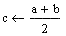 c ← (a + b) / 2